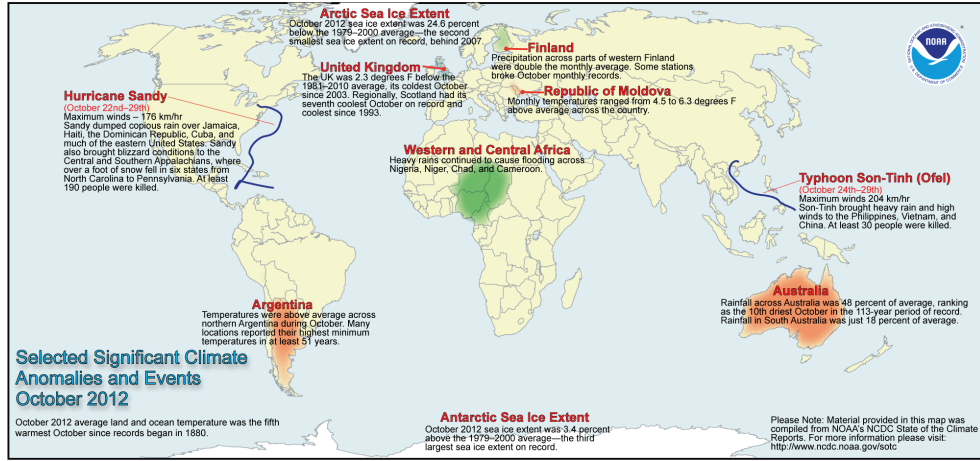 Arctic Sea Ice Extent
October 2012 sea ice extent was 24.6 percent
below the 1979–2000 average—the second
smallest sea ice extent on record, behind 2007.
Finland
Precipitation across parts of western Finland
were double the monthly average. Some stations
broke October monthly records.
NOAA
United Kingdom
The UK was 2.3 degrees F below the
1981–2010 average, its coldest October
since 2003. Regionally, Scotland had its
seventh coolest October on record and
coolest since 1993.
Republic of Moldova
Monthly temperatures ranged from 4.5 to 6.3 degrees F
above average across the country.
Hurricane Sandy
(October 22nd–29th)
Maximum winds – 176 km/hr
Sandy dumped copious rain over Jamaica,
Haiti, the Dominican Republic, Cuba, and
much of the eastern United States. Sandy
also brought blizzard conditions to the
Central and Southern Appalachians, where
over a foot of snow fell in six states from
North Carolina to Pennsylvania. At least
190 people were killed.
Western and Central Africa
Heavy rains continued to cause flooding across
Nigeria, Niger, Chad, and Cameroon.
Typhoon Son-Tinh (Ofel)
(October 24th–29th)
Maximum winds 204 km/hr
Son-Tinh brought heavy rain and high
winds to the Philippines, Vietnam, and
China. At least 30 people were killed.
Argentina
Temperatures were above average across
northern Argentina during October. Many
locations reported their highest minimum
temperatures in at least 51 years.
Australia
Rainfall across Australia was 48 percent of average, ranking
as the 10th driest October in the 113-year period of record.
Rainfall in South Australia was just 18 percent of average.
Selected Significant Climate
Anomalies and Events
October 2012
October 2012 average land and ocean temperature was the fifth
warmest October since records began in 1880.
Antarctic Sea Ice Extent
October 2012 sea ice extent was 3.4 percent
above the 1979–2000 average—the third
largest sea ice extent on record.
Please Note: Material provided in this map was
compiled from NOAA's NCDC State of the Climate
Reports. For more information please visit:
http://www.ncdc.noaa.gov/sotc